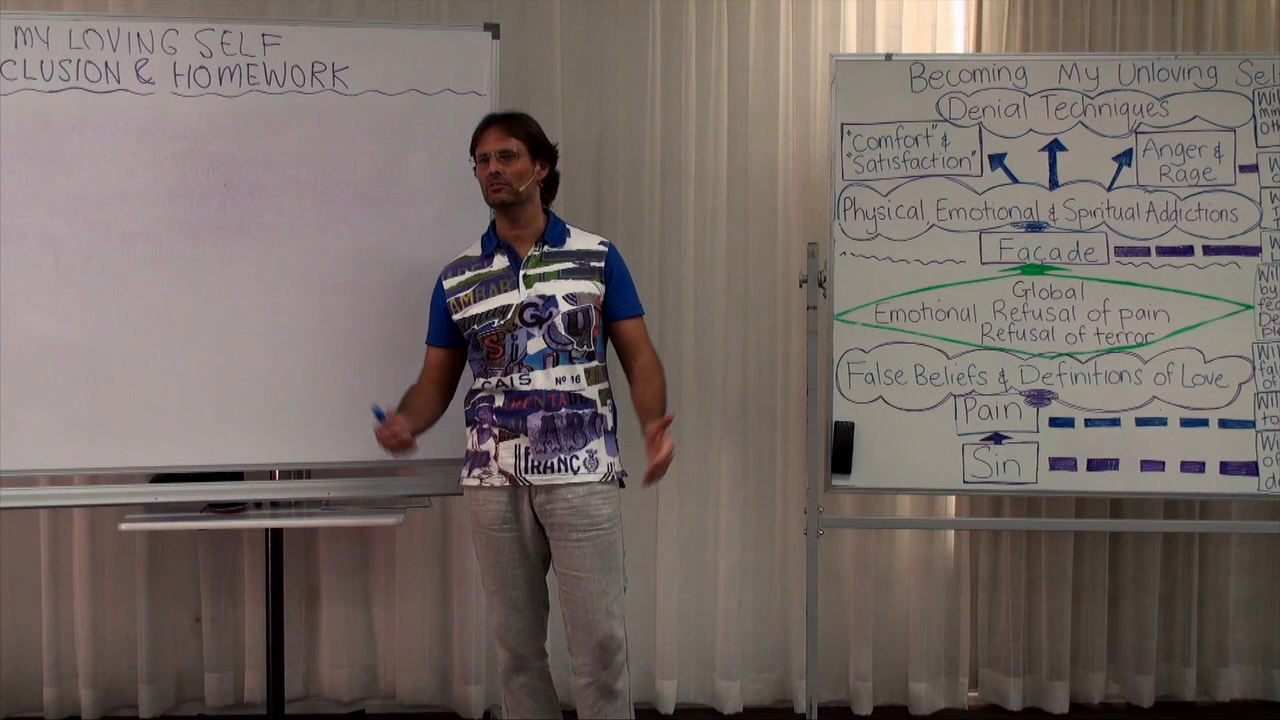 MY LOVING SELF
CLUSION & HOMEWORK
Becoming My Unloving Sel
Denial Techniques
"Comfort" &
"Satisfaction"
Anger &
Rage
Physical, Emotional & Spiritual Addictions
Façade
Global
Emotional Refusal of pain
Refusal of terror
False Beliefs & Definitions of Love
Pain
Sin
CAIS Nº 16
ABC
FRANÇ